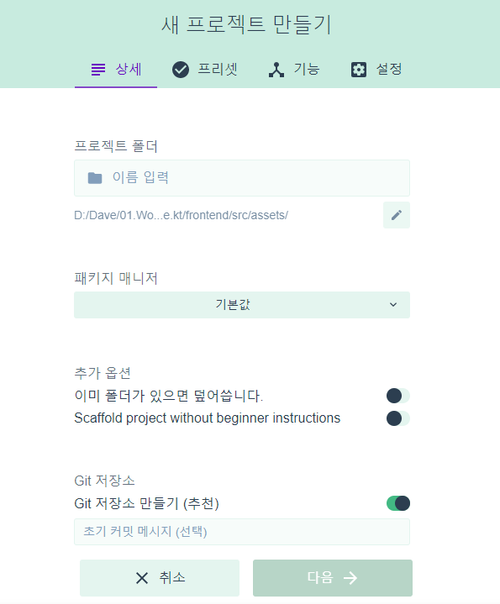 새 프로젝트 만들기
상세 프리셋 기능 설정
프로젝트 폴더
이름 입력
D:/Dave/01.Wo...e.kt/frontend/src/assets/
패키지 매니저
기본값
추가 옵션
이미 폴더가 있으면 덮어씁니다.
Scaffold project without beginner instructions
Git 저장소
Git 저장소 만들기 (추천)
초기 커밋 메시지 (선택)
취소 다음